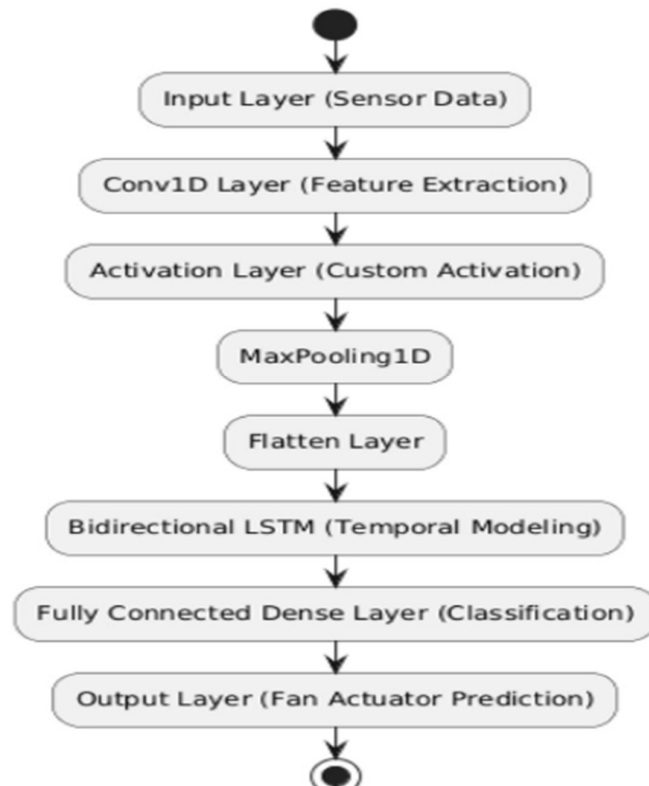 Input Layer (Sensor Data)
Conv1D Layer (Feature Extraction)
Activation Layer (Custom Activation)
MaxPooling1D
Flatten Layer
Bidirectional LSTM (Temporal Modeling)
Fully Connected Dense Layer (Classification)
Output Layer (Fan Actuator Prediction)